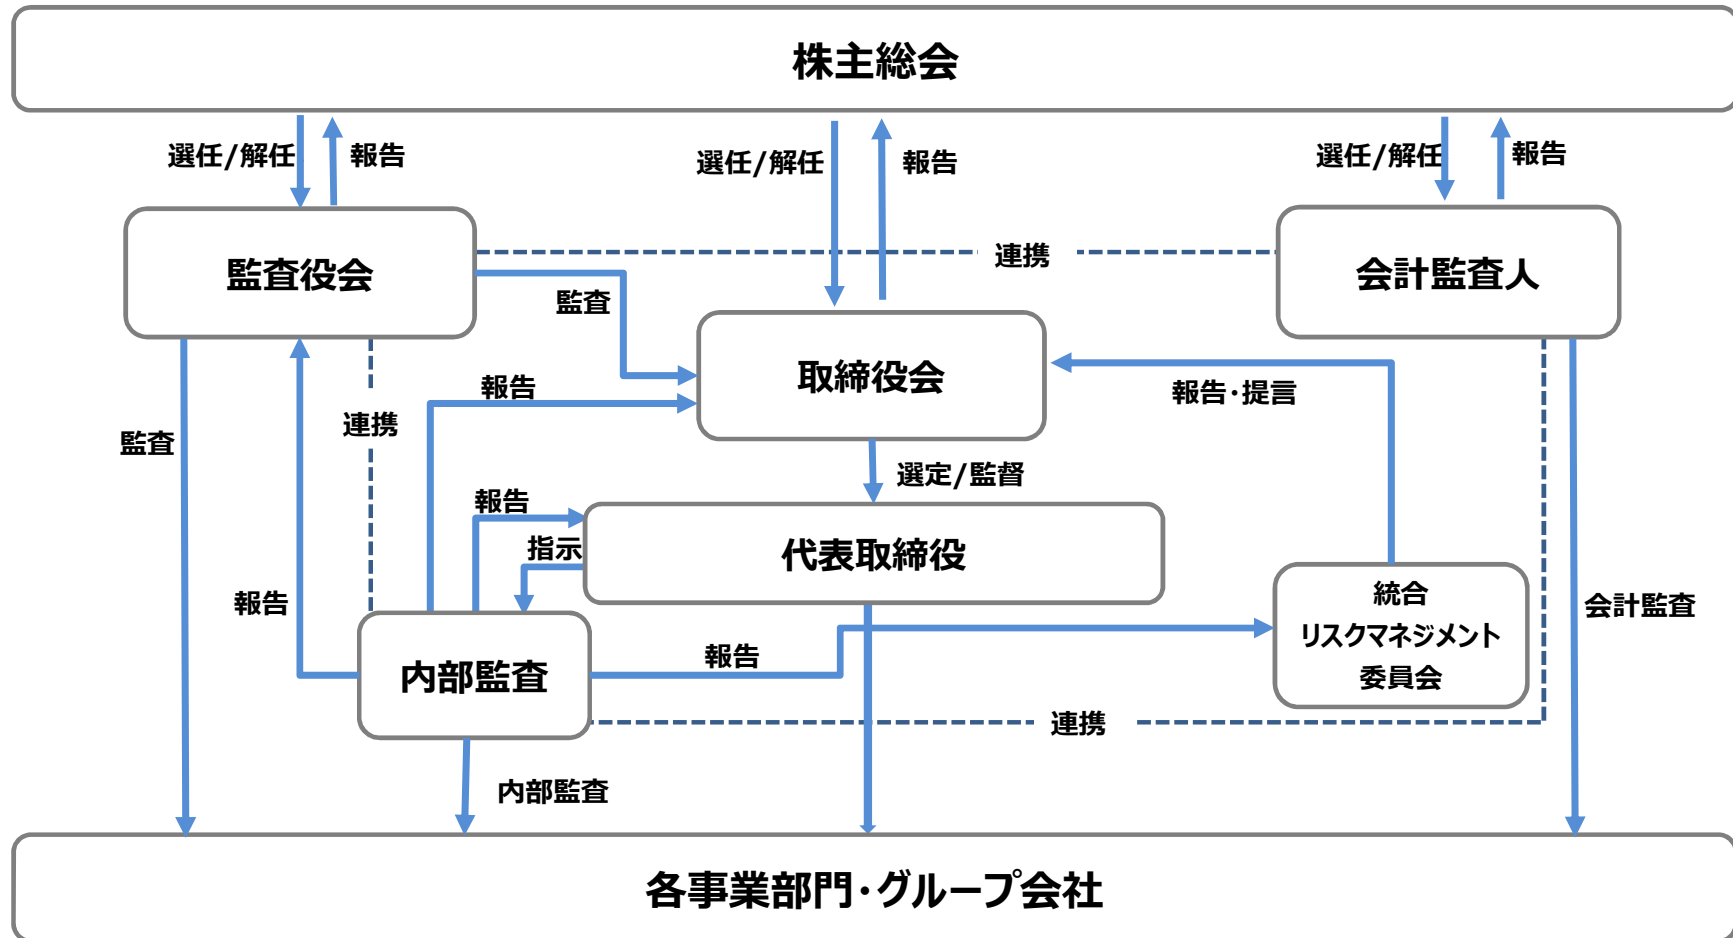 株主総会
選任/解任
報告
選任/解任
報告
選任/解任
報告
監査役会
連携
会計監査人
監査
取締役会
報告
報告・提言
連携
監査
選定/監督
報告
代表取締役
指示
報告
統合
リスクマネジメント
委員会
会計監査
報告
内部監査
連携
内部監査
各事業部門・グループ会社